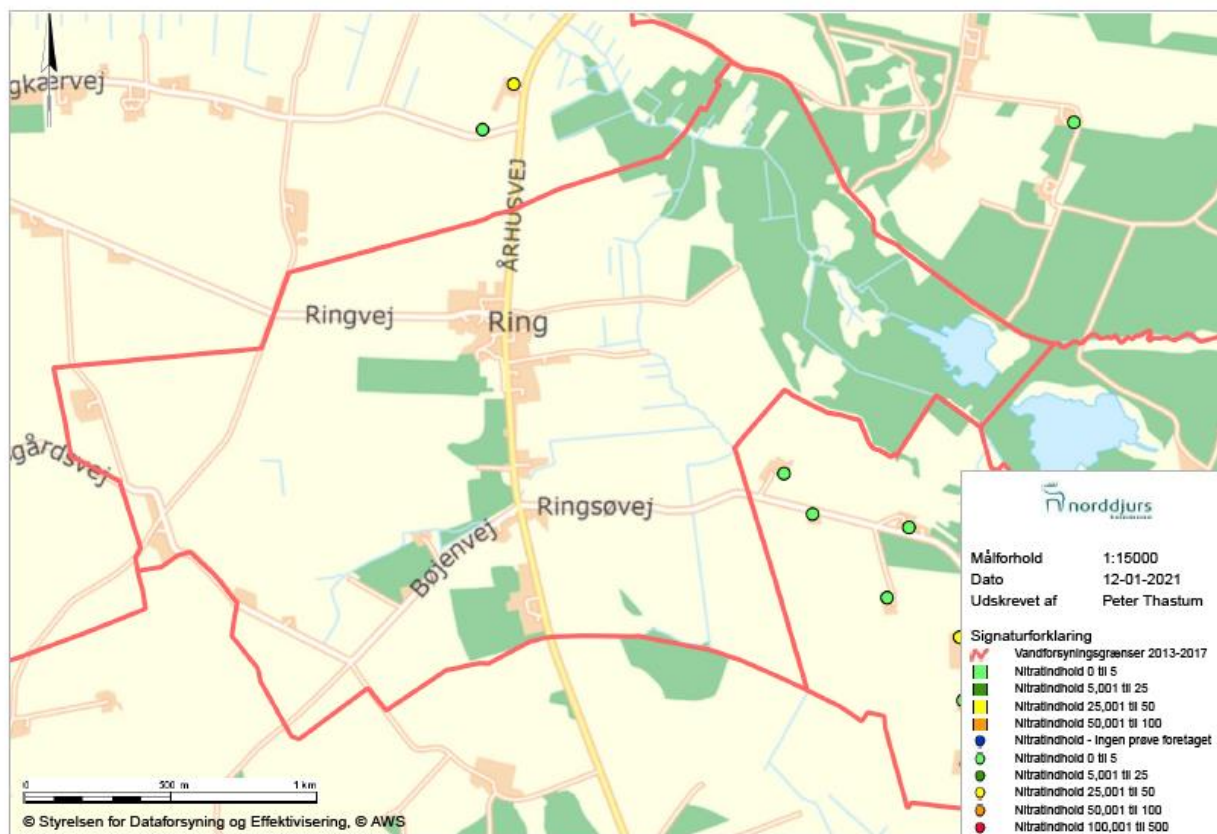 gkærvej
ÅRHUSVEJ
Ringvej
Ring
gårdsvej
Ringsøvej
Bøjenvej
norddjurs
kommune
Målforhold 1:15000
Dato 12-01-2021
Udskrevet af Peter Thastum
Signaturforklaring
Vandforsyningsgrænser 2013-2017
Nitratindhold 0 til 5
Nitratindhold 5,001 til 25
Nitratindhold 25,001 til 50
Nitratindhold 50,001 til 100
Nitratindhold - Ingen prøve foretaget
Nitratindhold 0 til 5
Nitratindhold 5,001 til 25
Nitratindhold 25,001 til 50
Nitratindhold 50,001 til 100
Nitratindhold 100,001 til 500
0 500 m 1 km
© Styrelsen for Dataforsyning og Effektivisering, © AWS